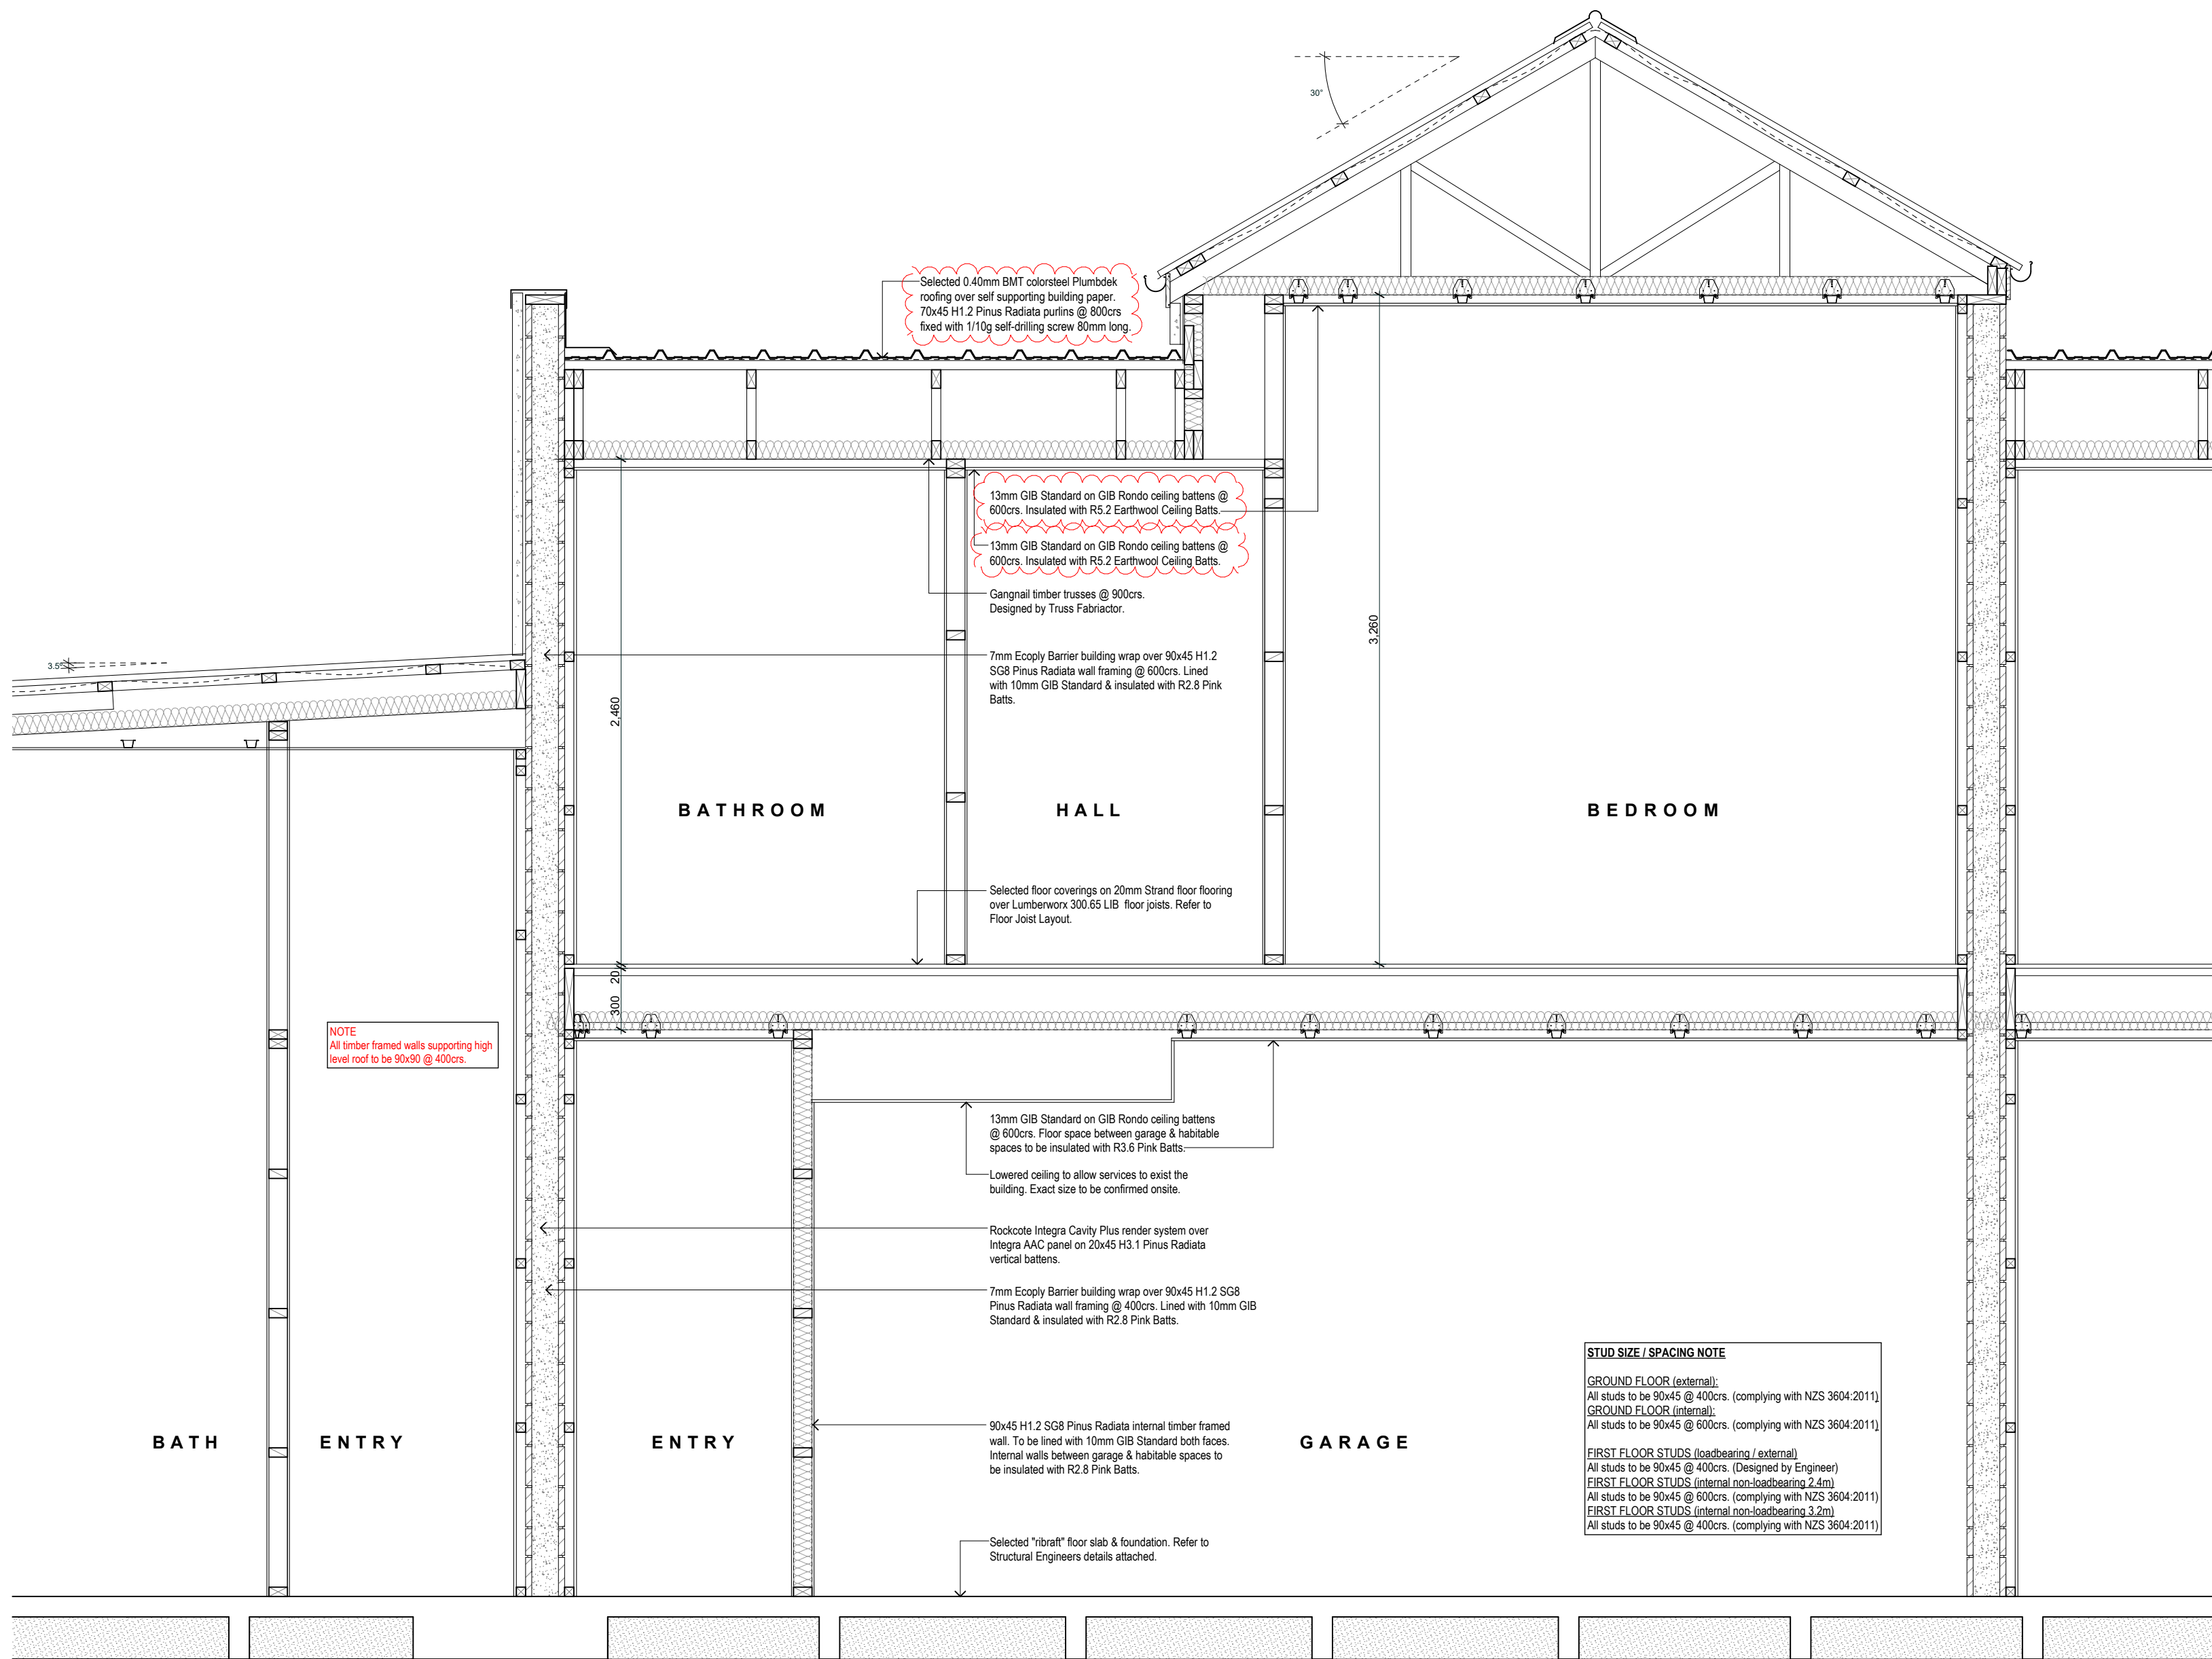 30°
Selected 0.40mm BMT colorsteel Plumbdek
roofing over self supporting building paper.
70x45 H1.2 Pinus Radiata purlins @ 800crs
fixed with 1/10g self-drilling screw 80mm long.
13mm GIB Standard on GIB Rondo ceiling battens @
600crs. Insulated with R5.2 Earthwool Ceiling Batts.
13mm GIB Standard on GIB Rondo ceiling battens @
600crs. Insulated with R5.2 Earthwool Ceiling Batts.
Gangnail timber trusses @ 900crs.
Designed by Truss Fabriactor.
3.5°
7mm Ecoply Barrier building wrap over 90x45 H1.2
SG8 Pinus Radiata wall framing @ 600crs. Lined
with 10mm GIB Standard & insulated with R2.8 Pink
Batts.
2,460
3,260
BATHROOM
HALL
BEDROOM
Selected floor coverings on 20mm Strand floor flooring
over Lumberworx 300.65 LIB floor joists. Refer to
Floor Joist Layout.
20
300
NOTE
All timber framed walls supporting high
level roof to be 90x90 @ 400crs.
13mm GIB Standard on GIB Rondo ceiling battens
@ 600crs. Floor space between garage & habitable
spaces to be insulated with R3.6 Pink Batts.
Lowered ceiling to allow services to exist the
building. Exact size to be confirmed onsite.
Rockcote Integra Cavity Plus render system over
Integra AAC panel on 20x45 H3.1 Pinus Radiata
vertical battens.
7mm Ecoply Barrier building wrap over 90x45 H1.2 SG8
Pinus Radiata wall framing @ 400crs. Lined with 10mm GIB
Standard & insulated with R2.8 Pink Batts.
STUD SIZE / SPACING NOTE
GROUND FLOOR (external):
All studs to be 90x45 @ 400crs. (complying with NZS 3604:2011)
GROUND FLOOR (internal):
All studs to be 90x45 @ 600crs. (complying with NZS 3604:2011)
FIRST FLOOR STUDS (loadbearing / external)
All studs to be 90x45 @ 400crs. (Designed by Engineer)
FIRST FLOOR STUDS (internal non-loadbearing 2.4m)
All studs to be 90x45 @ 600crs. (complying with NZS 3604:2011)
FIRST FLOOR STUDS (internal non-loadbearing 3.2m)
All studs to be 90x45 @ 400crs. (complying with NZS 3604:2011)
BATH
ENTRY
ENTRY
GARAGE
90x45 H1.2 SG8 Pinus Radiata internal timber framed
wall. To be lined with 10mm GIB Standard both faces.
Internal walls between garage & habitable spaces to
be insulated with R2.8 Pink Batts.
Selected "ribraft" floor slab & foundation. Refer to
Structural Engineers details attached.